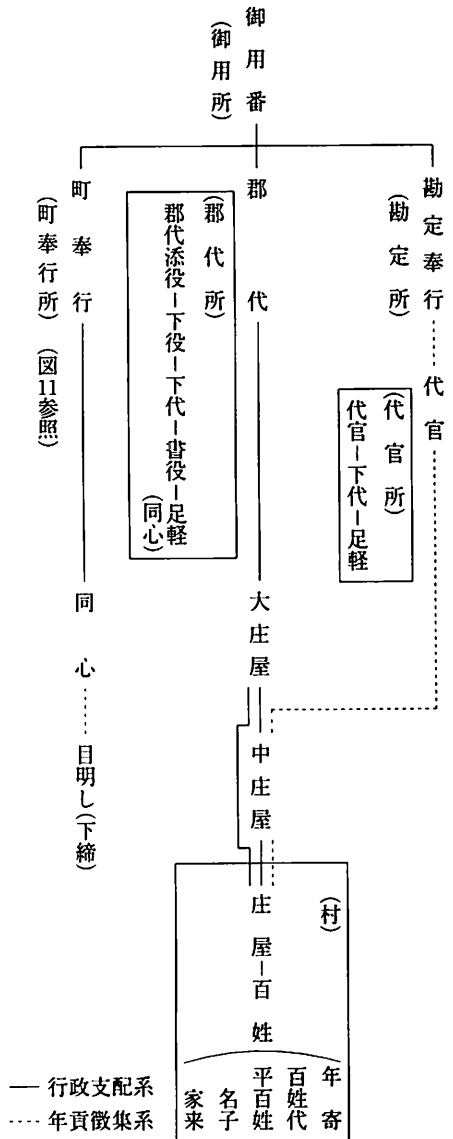 御用番
(御用所)
勘定奉行
(勘定所)
代官
(代官所)
代官-下代-足軽
郡代
(郡代所)
郡代添役-下役-下代-書役-足軽
(同心)
大庄屋
中庄屋
(村)
庄屋-百姓
年寄
百姓代
平百姓
名子
家来
町奉行
(町奉行所)(図11参照)
同心
目明し(下締)
― 行政支配系
…… 年貢徴集系